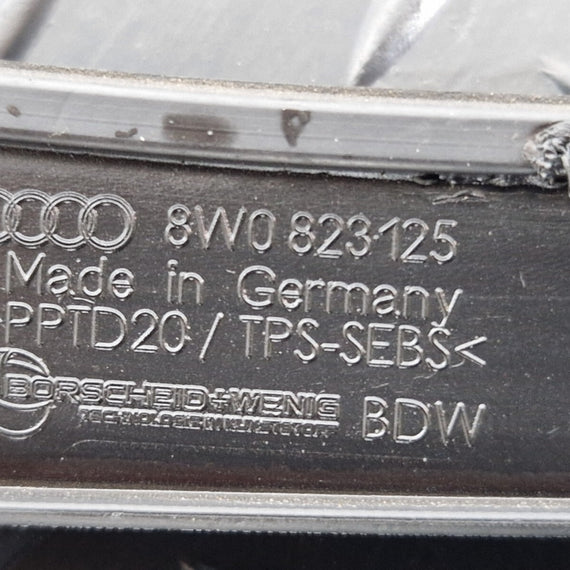 8W0 823 125
Made in Germany
PPTD20 / TPS-SEBS<
BORSCHEID+WENIG
BDW